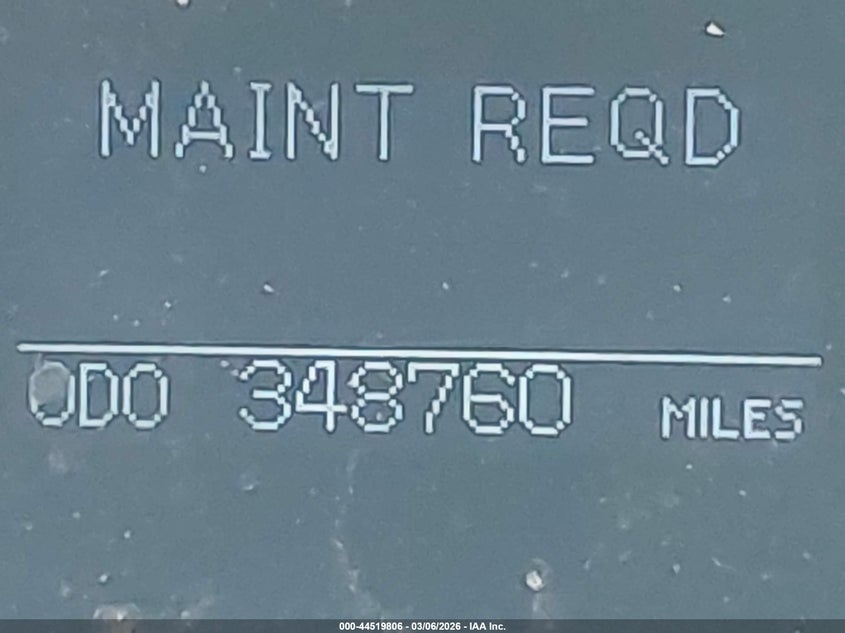 MAINT REQD
ODO 348760 MILES
000-44519806 - 03/06/2026 - IAA Inc.